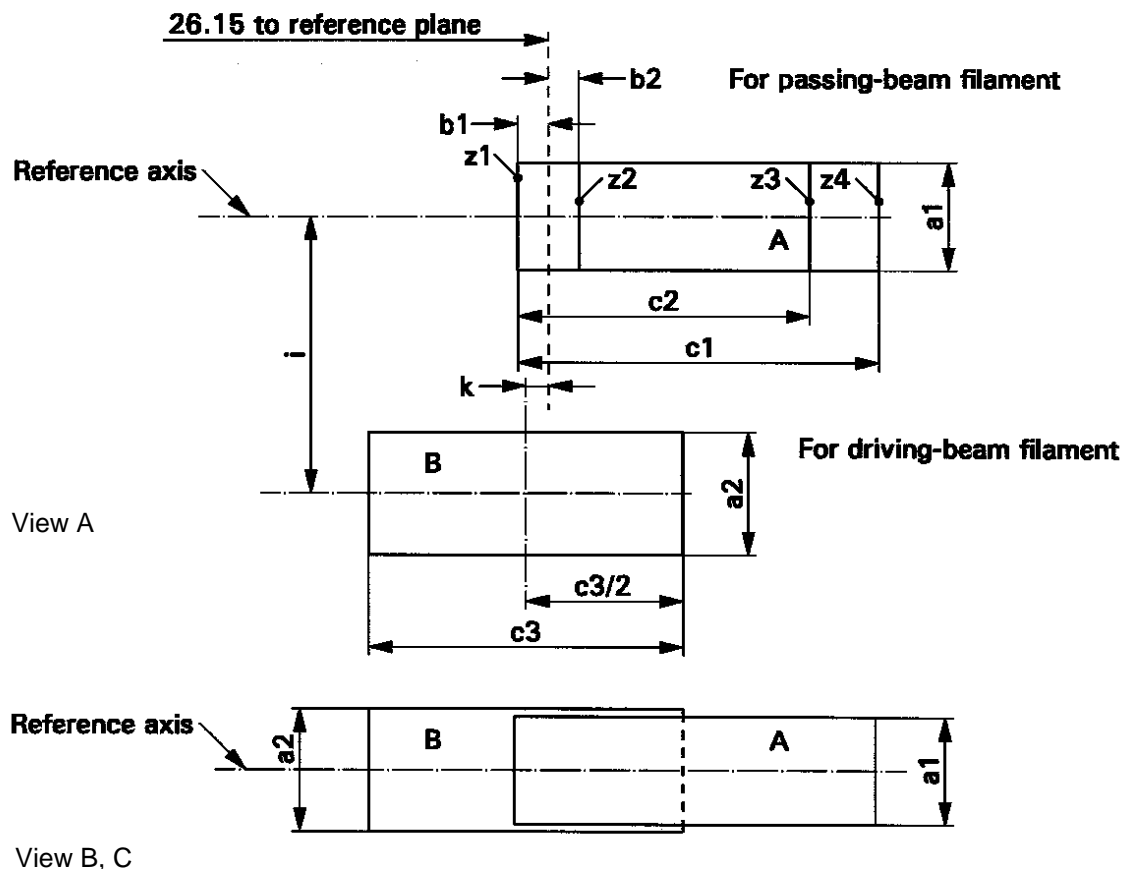 26.15 to reference plane
b2
For passing-beam filament
b1
z1
Reference axis
z2
z3
z4
a1
A
c2
c1
i
k
For driving-beam filament
B
a2
View A
c3/2
c3
Reference axis
a2
B
A
a1
View B, C